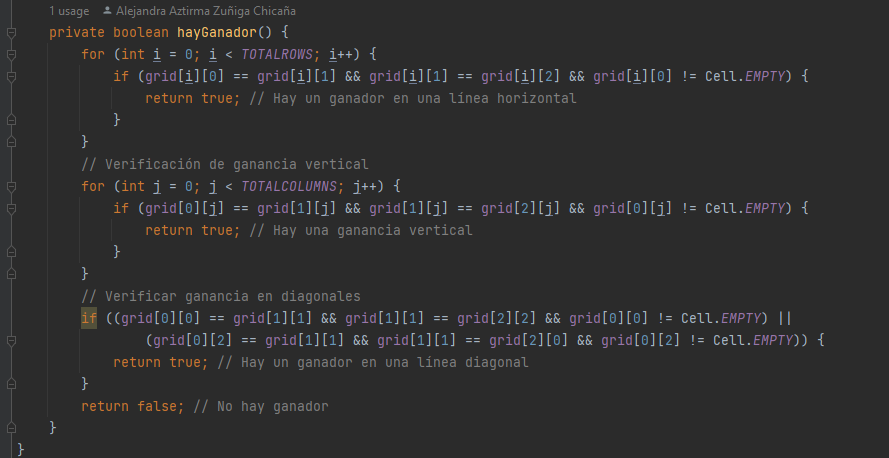 1 usage   Alejandra Aztirma Zuñiga Chicaña
private boolean hayGanador() {
    for (int i = 0; i < TOTALROWS; i++) {
        if (grid[i][0] == grid[i][1] && grid[i][1] == grid[i][2] && grid[i][0] != Cell.EMPTY) {
            return true; // Hay un ganador en una línea horizontal
        }
    }
    // Verificación de ganancia vertical
    for (int j = 0; j < TOTALCOLUMNS; j++) {
        if (grid[0][j] == grid[1][j] && grid[1][j] == grid[2][j] && grid[0][j] != Cell.EMPTY) {
            return true; // Hay una ganancia vertical
        }
    }
    // Verificar ganancia en diagonales
    if ((grid[0][0] == grid[1][1] && grid[1][1] == grid[2][2] && grid[0][0] != Cell.EMPTY) ||
            (grid[0][2] == grid[1][1] && grid[1][1] == grid[2][0] && grid[0][2] != Cell.EMPTY)) {
        return true; // Hay un ganador en una línea diagonal
    }
    return false; // No hay ganador
}
}